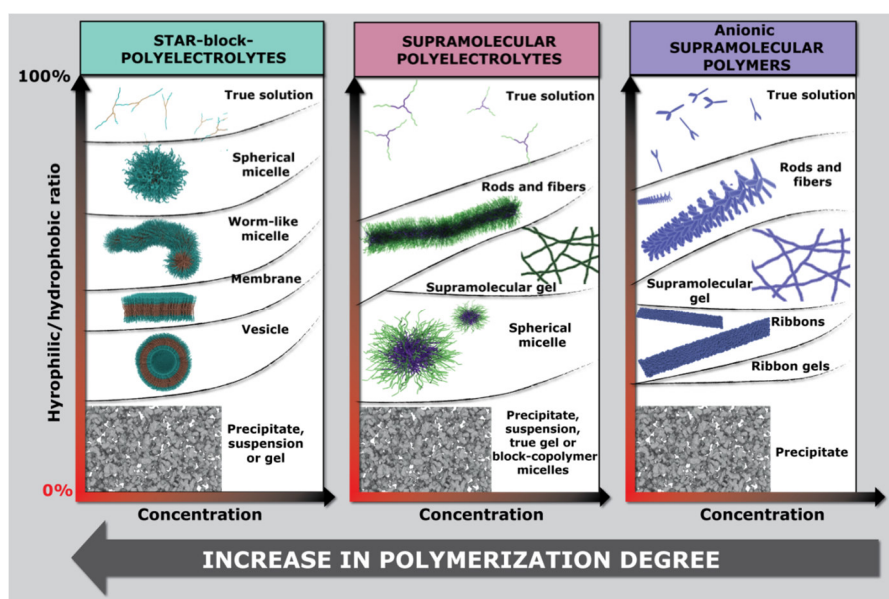 STAR-block-
POLYELECTROLYTES
SUPRAMOLECULAR
POLYELECTROLYTES
Anionic
SUPRAMOLECULAR
POLYMERS
Hyrophilic/hydrophobic ratio
100%
0%
True solution
Spherical
micelle
Worm-like
micelle
Membrane
Vesicle
Precipitate,
suspension
or gel
Concentration
True solution
Rods and fibers
Supramolecular gel
Spherical
micelle
Precipitate,
suspension,
true gel or
block-copolymer
micelles
Concentration
True solution
Rods and
fibers
Supramolecular
gel
Ribbons
Ribbon gels
Precipitate
Concentration
INCREASE IN POLYMERIZATION DEGREE